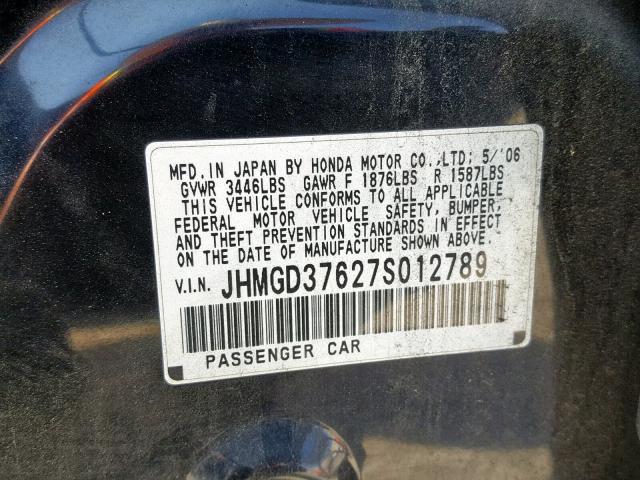 MFD. IN JAPAN BY HONDA MOTOR CO.,LTD; 5/'06
GVWR 3446LBS GAWR F 1876LBS R 1587LBS
THIS VEHICLE CONFORMS TO ALL APPLICABLE
FEDERAL MOTOR VEHICLE SAFETY, BUMPER,
AND THEFT PREVENTION STANDARDS IN EFFECT
ON THE DATE OF MANUFACTURE SHOWN ABOVE.
V.I.N. JHMGD37627S012789
PASSENGER CAR